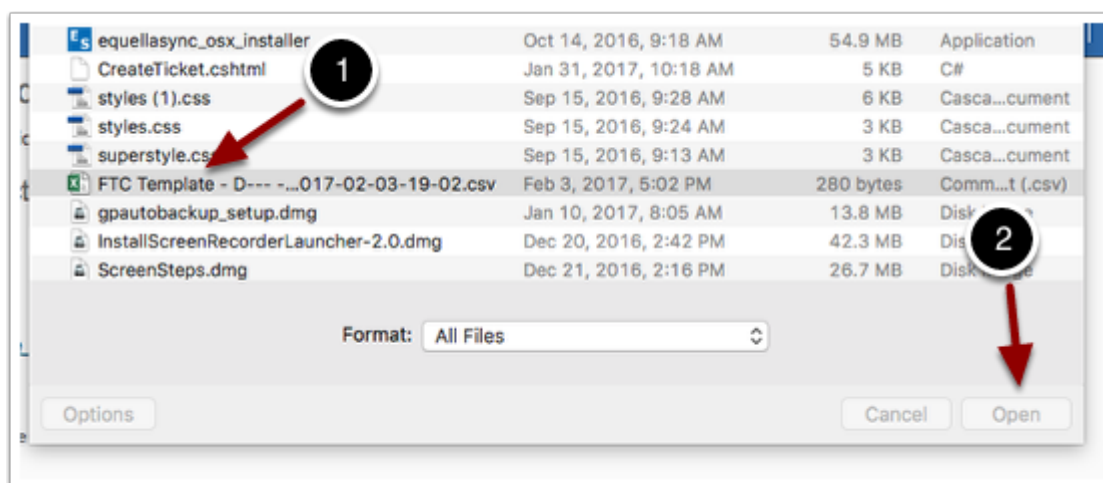 Es equellasync_osx_installer Oct 14, 2016, 9:18 AM 54.9 MB Application
CreateTicket.cshtml Jan 31, 2017, 10:18 AM 5 KB C#
1
styles (1).css Sep 15, 2016, 9:28 AM 6 KB Casca...cument
styles.css Sep 15, 2016, 9:24 AM 3 KB Casca...cument
superstyle.css Sep 15, 2016, 9:13 AM 3 KB Casca...cument
FTC Template - D--- -...017-02-03-19-02.csv Feb 3, 2017, 5:02 PM 280 bytes Comm...t (.csv)
gpautobackup_setup.dmg Jan 10, 2017, 8:05 AM 13.8 MB Disk
InstallScreenRecorderLauncher-2.0.dmg Dec 20, 2016, 2:42 PM 42.3 MB
2
ScreenSteps.dmg Dec 21, 2016, 2:16 PM 26.7 MB Disk
Format: All Files
Options Cancel Open